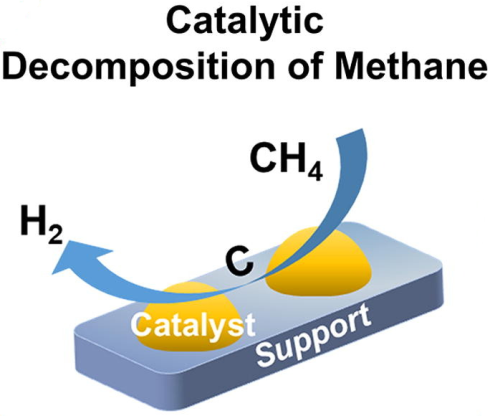 Catalytic
Decomposition of Methane
CH₄
H₂
C
Catalyst
Support